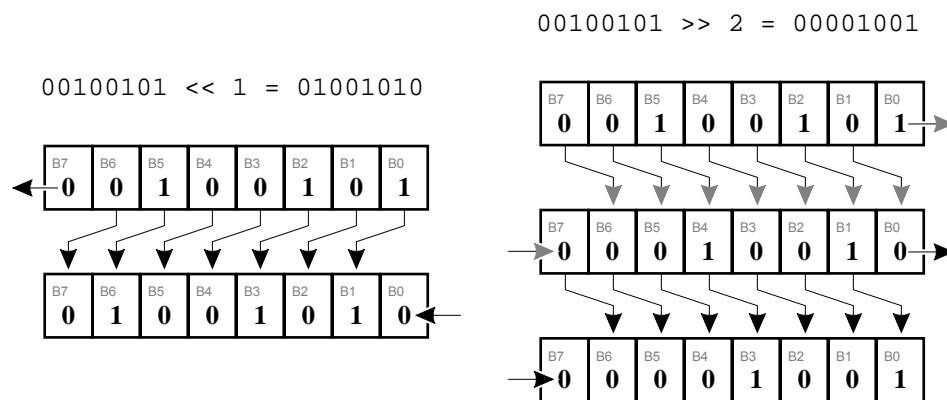 00100101 << 1 = 01001010
B7 B6 B5 B4 B3 B2 B1 B0
0 0 1 0 0 1 0 1
B7 B6 B5 B4 B3 B2 B1 B0
0 1 0 0 1 0 1 0
00100101 >> 2 = 00001001
B7 B6 B5 B4 B3 B2 B1 B0
0 0 1 0 0 1 0 1
B7 B6 B5 B4 B3 B2 B1 B0
0 0 0 1 0 0 1 0
B7 B6 B5 B4 B3 B2 B1 B0
0 0 0 0 1 0 0 1